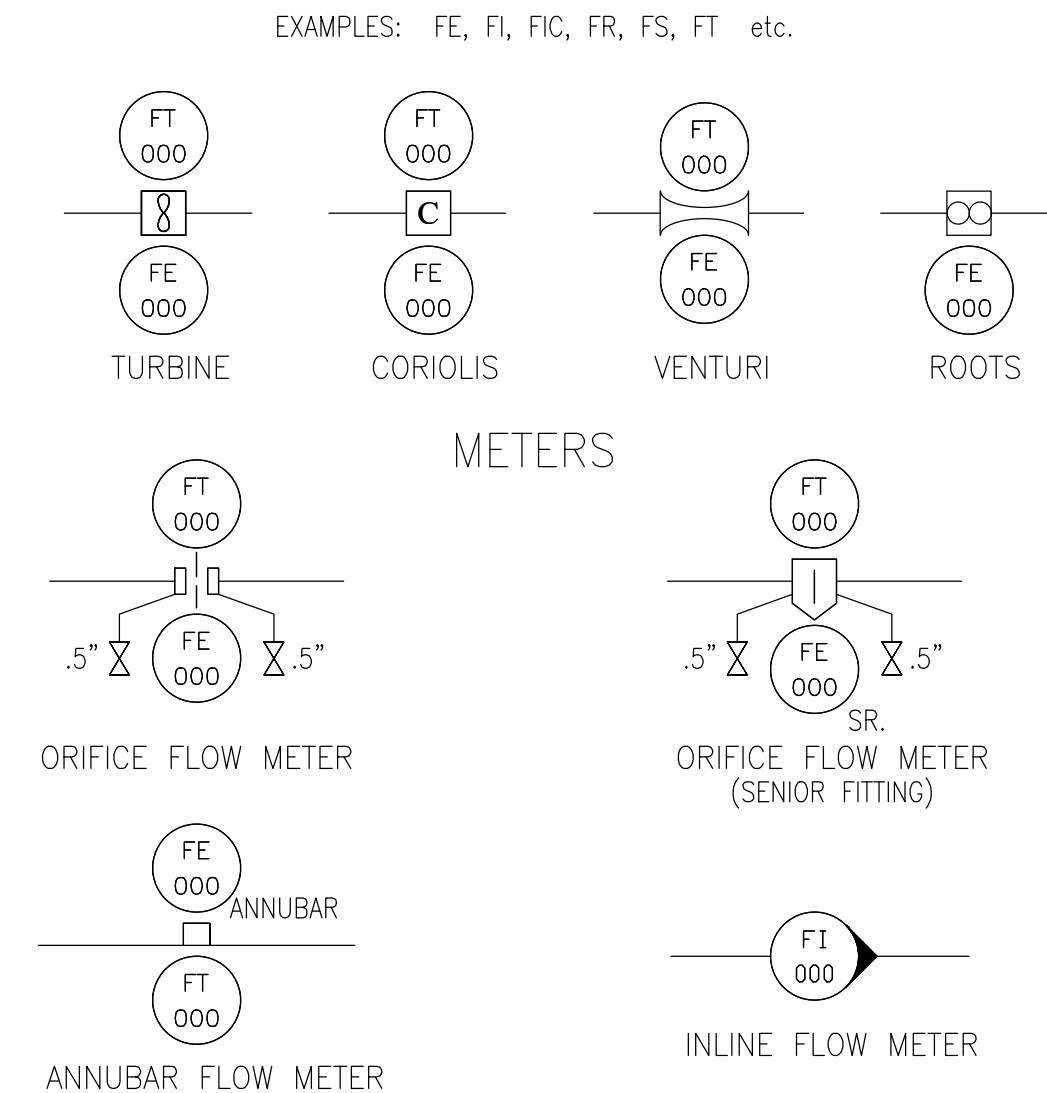 EXAMPLES: FE, FI, FIC, FR, FS, FT etc.
FT
000
FE
000
TURBINE
FT
000
C
FE
000
CORIOLIS
FT
000
FE
000
VENTURI
FE
000
ROOTS
METERS
FT
000
FE
000
.5”
.5”
ORIFICE FLOW METER
FT
000
FE
000
.5”
.5”
SR.
ORIFICE FLOW METER
(SENIOR FITTING)
FE
000
ANNUBAR
FT
000
ANNUBAR FLOW METER
FI
000
INLINE FLOW METER